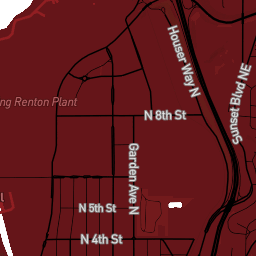 Houser Way N
Sunset Blvd NE
ng Renton Plant
N 8th St
Garden Ave N
N 5th St
N 4th St